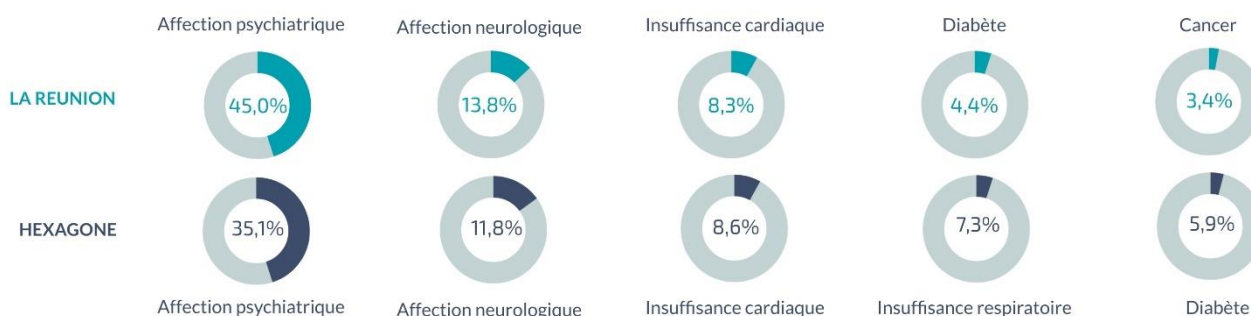 Affection psychiatrique
Affection neurologique
Insuffisance cardiaque
Diabète
Cancer
LA REUNION
45,0%
13,8%
8,3%
4,4%
3,4%
HEXAGONE
35,1%
11,8%
8,6%
7,3%
5,9%
Affection psychiatrique
Affection neurologique
Insuffisance cardiaque
Insuffisance respiratoire
Diabète